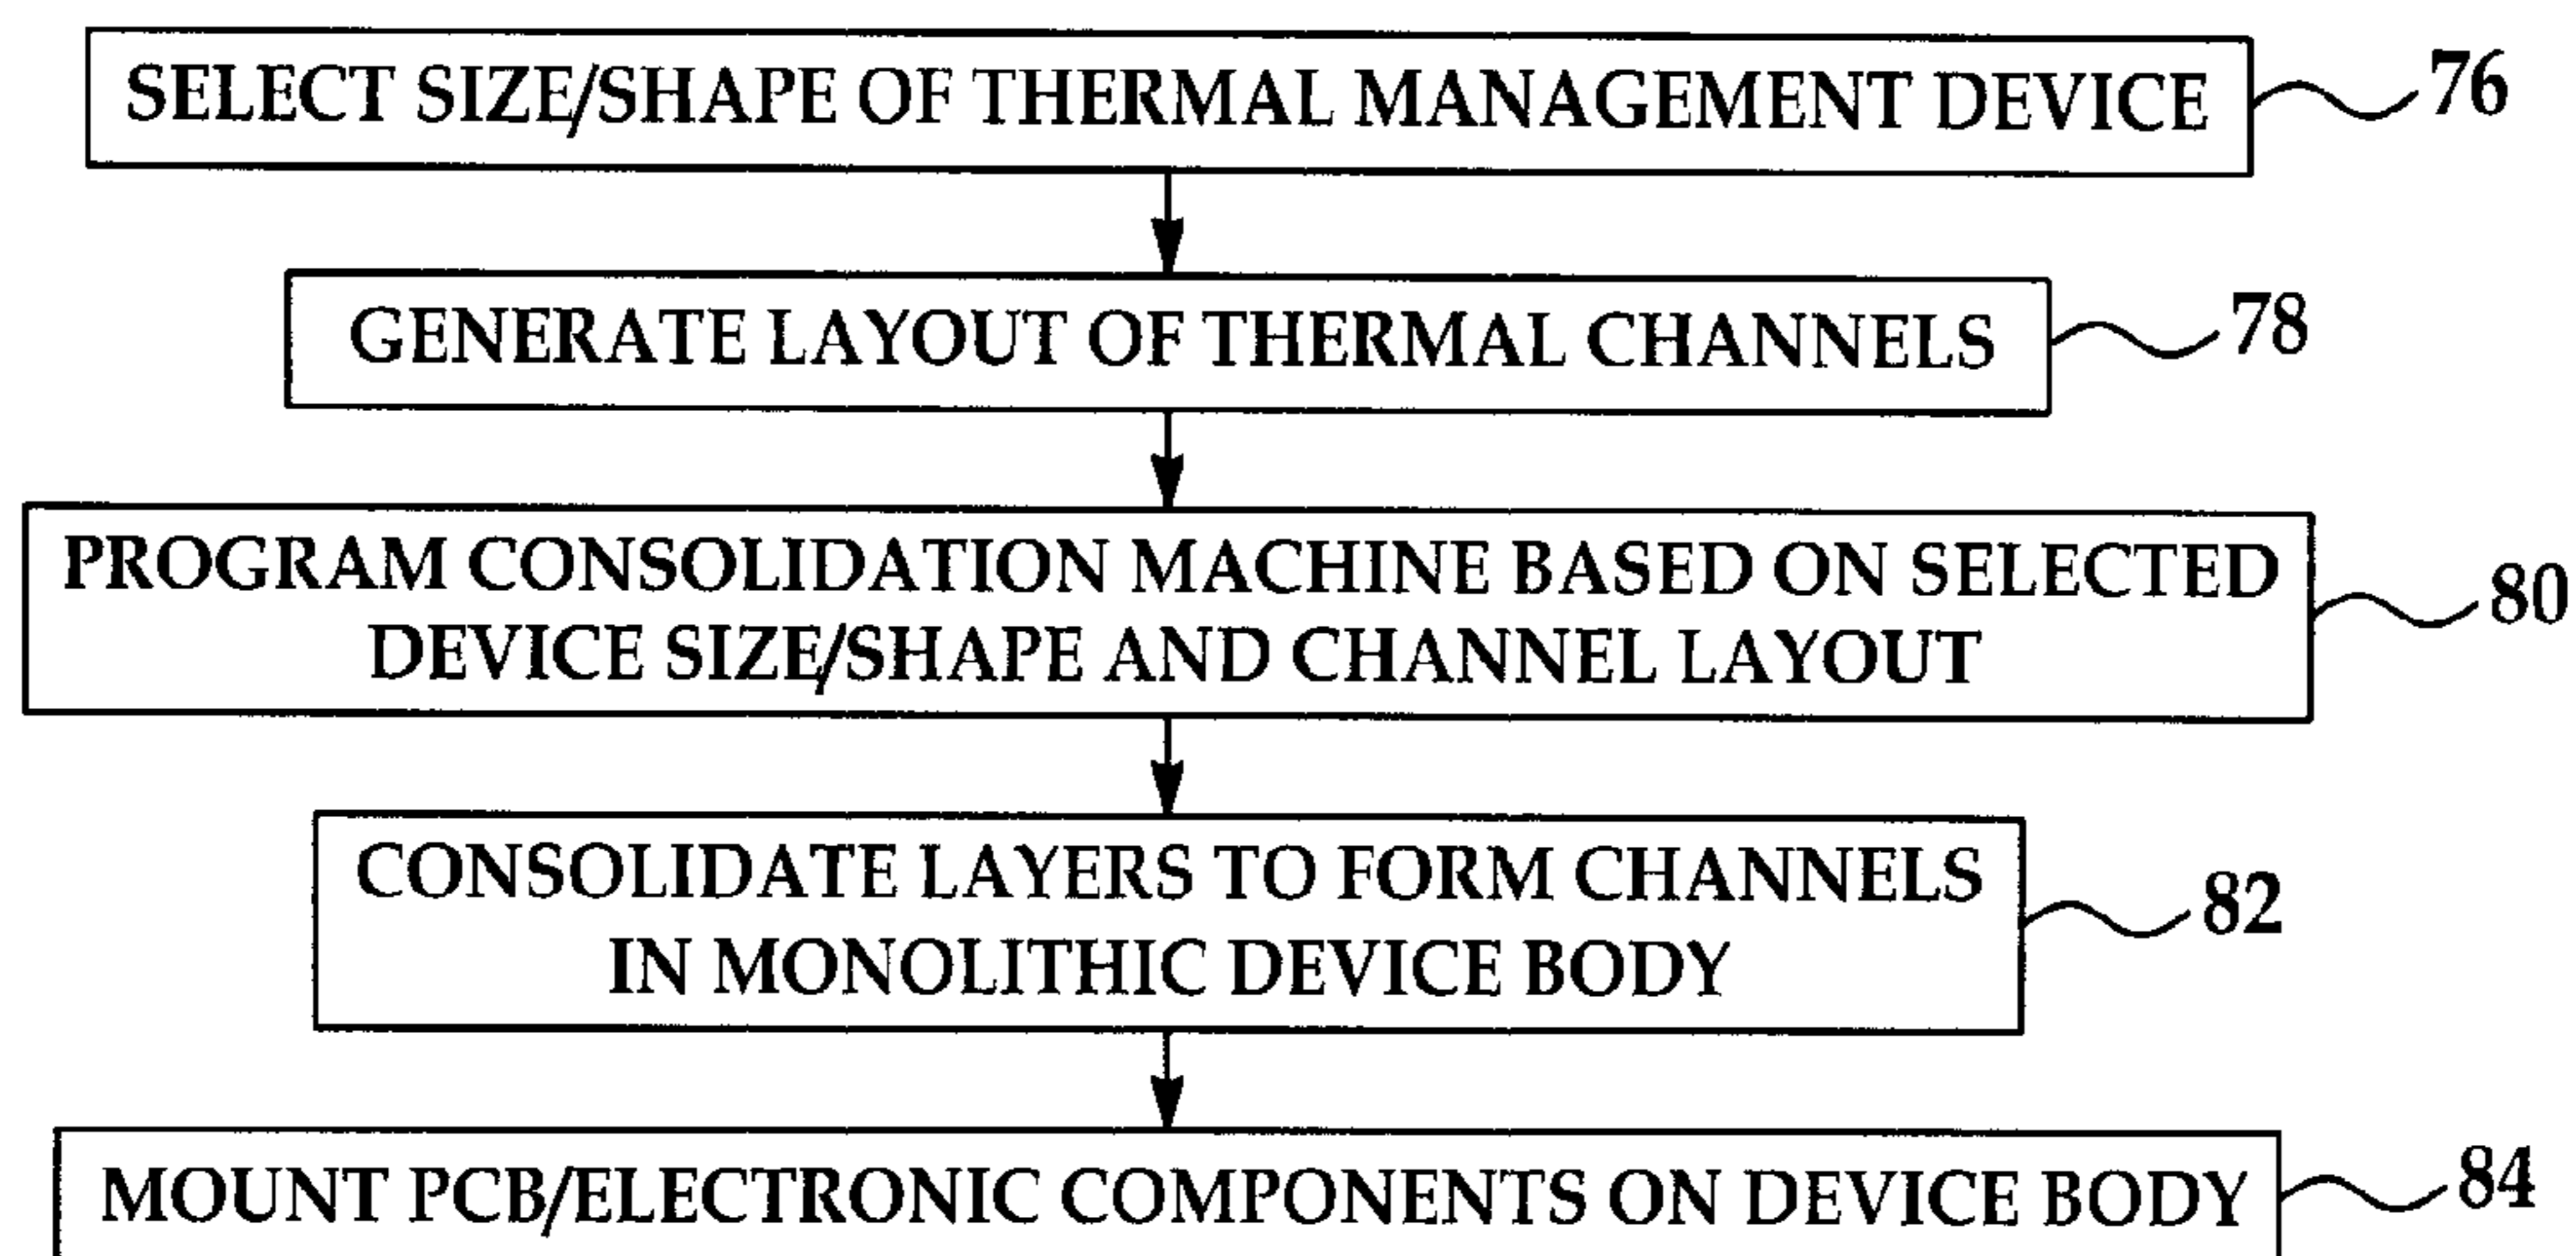 SELECT SIZE/SHAPE OF THERMAL MANAGEMENT DEVICE 76
GENERATE LAYOUT OF THERMAL CHANNELS 78
PROGRAM CONSOLIDATION MACHINE BASED ON SELECTED
DEVICE SIZE/SHAPE AND CHANNEL LAYOUT 80
CONSOLIDATE LAYERS TO FORM CHANNELS
IN MONOLITHIC DEVICE BODY 82
MOUNT PCB/ELECTRONIC COMPONENTS ON DEVICE BODY 84